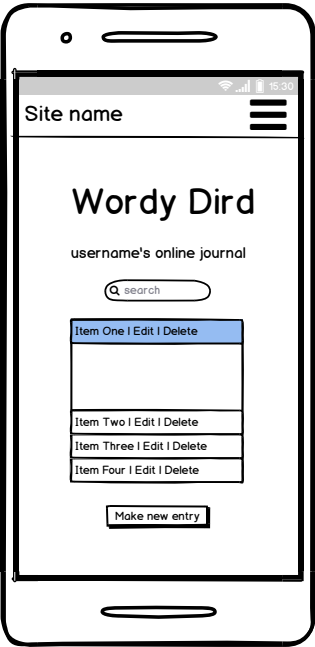 15:30
Site name
Wordy Dird
username's online journal
search
Item One | Edit | Delete
Item Two | Edit | Delete
Item Three | Edit | Delete
Item Four | Edit | Delete
Make new entry